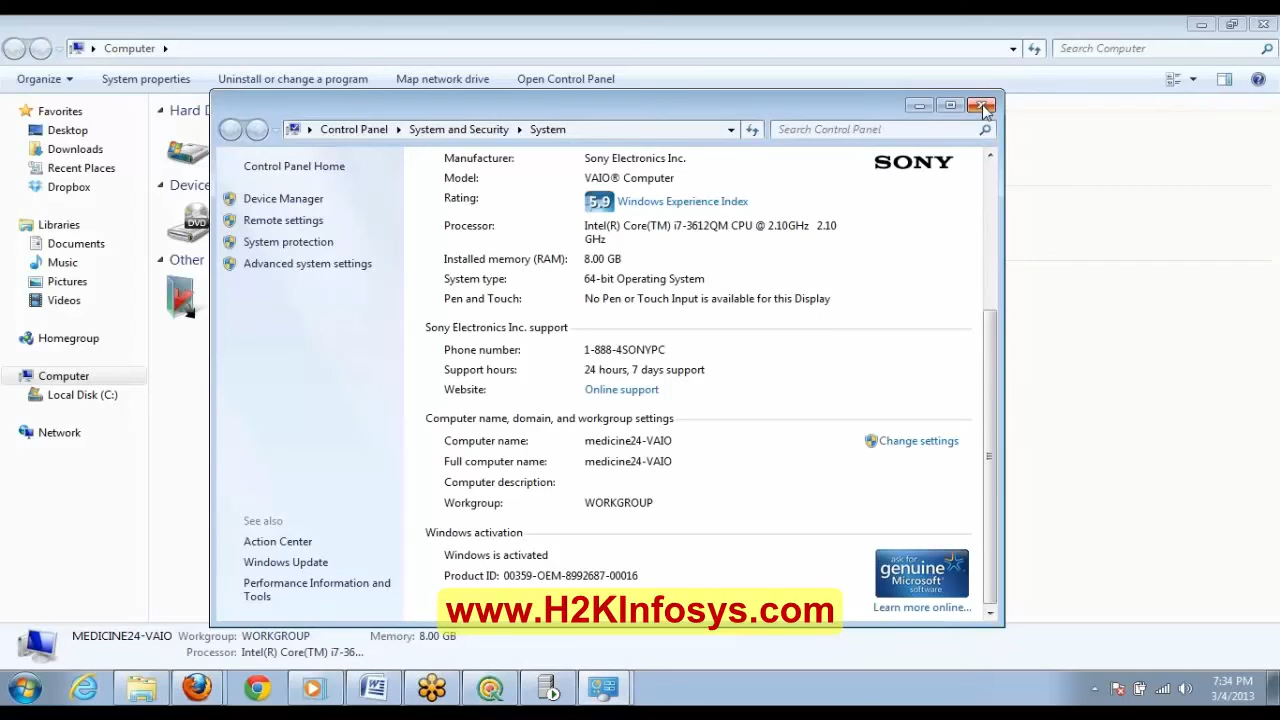 Computer
Search Computer
Organize
System properties
Uninstall or change a program
Map network drive
Open Control Panel
Favorites
Desktop
Downloads
Recent Places
Dropbox
Libraries
Documents
Music
Pictures
Videos
Homegroup
Computer
Local Disk (C:)
Network
Hard D
Device
DVD
Other
Control Panel
System and Security
System
Search Control Panel
Control Panel Home
Device Manager
Remote settings
System protection
Advanced system settings
See also
Action Center
Windows Update
Performance Information and
Tools
Manufacturer: Sony Electronics Inc.
SONY
Model: VAIO® Computer
Rating: 5.9 Windows Experience Index
Processor: Intel(R) Core(TM) i7-3612QM CPU @ 2.10GHz 2.10
GHz
Installed memory (RAM): 8.00 GB
System type: 64-bit Operating System
Pen and Touch: No Pen or Touch Input is available for this Display
Sony Electronics Inc. support
Phone number: 1-888-4SONYPC
Support hours: 24 hours, 7 days support
Website: Online support
Computer name, domain, and workgroup settings
Computer name: medicine24-VAIO
Change settings
Full computer name: medicine24-VAIO
Computer description:
Workgroup: WORKGROUP
Windows activation
Windows is activated
Product ID: 00359-OEM-8992687-00016
ask for
genuine
Microsoft
software
Learn more online...
www.H2KInfosys.com
MEDICINE24-VAIO Workgroup: WORKGROUP Memory: 8.00 GB
Processor: Intel(R) Core(TM) i7-36...
7:34 PM
3/4/2013